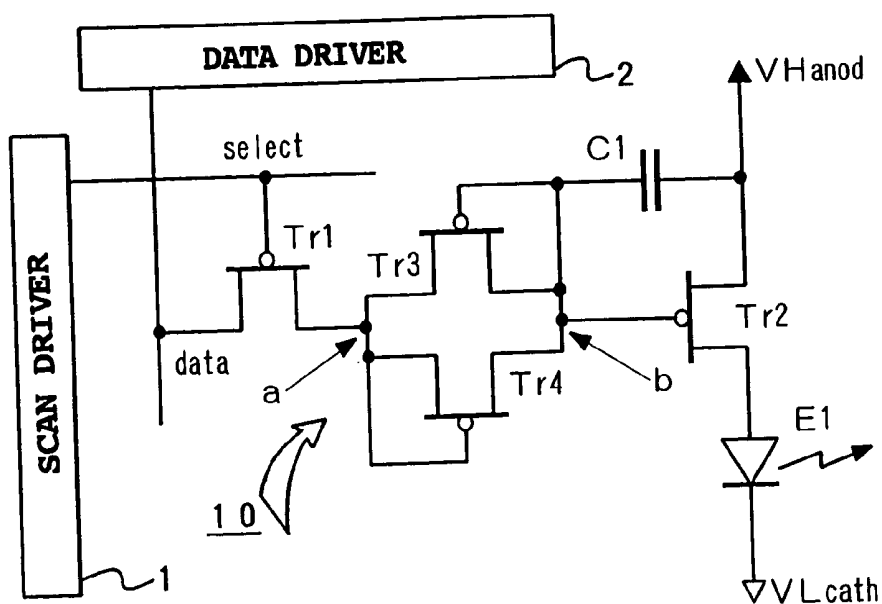 DATA DRIVER
2
VHanod
select
C1
SCAN DRIVER
Tr1
Tr3
Tr2
data
a
Tr4
b
E1
10
1
VLcath